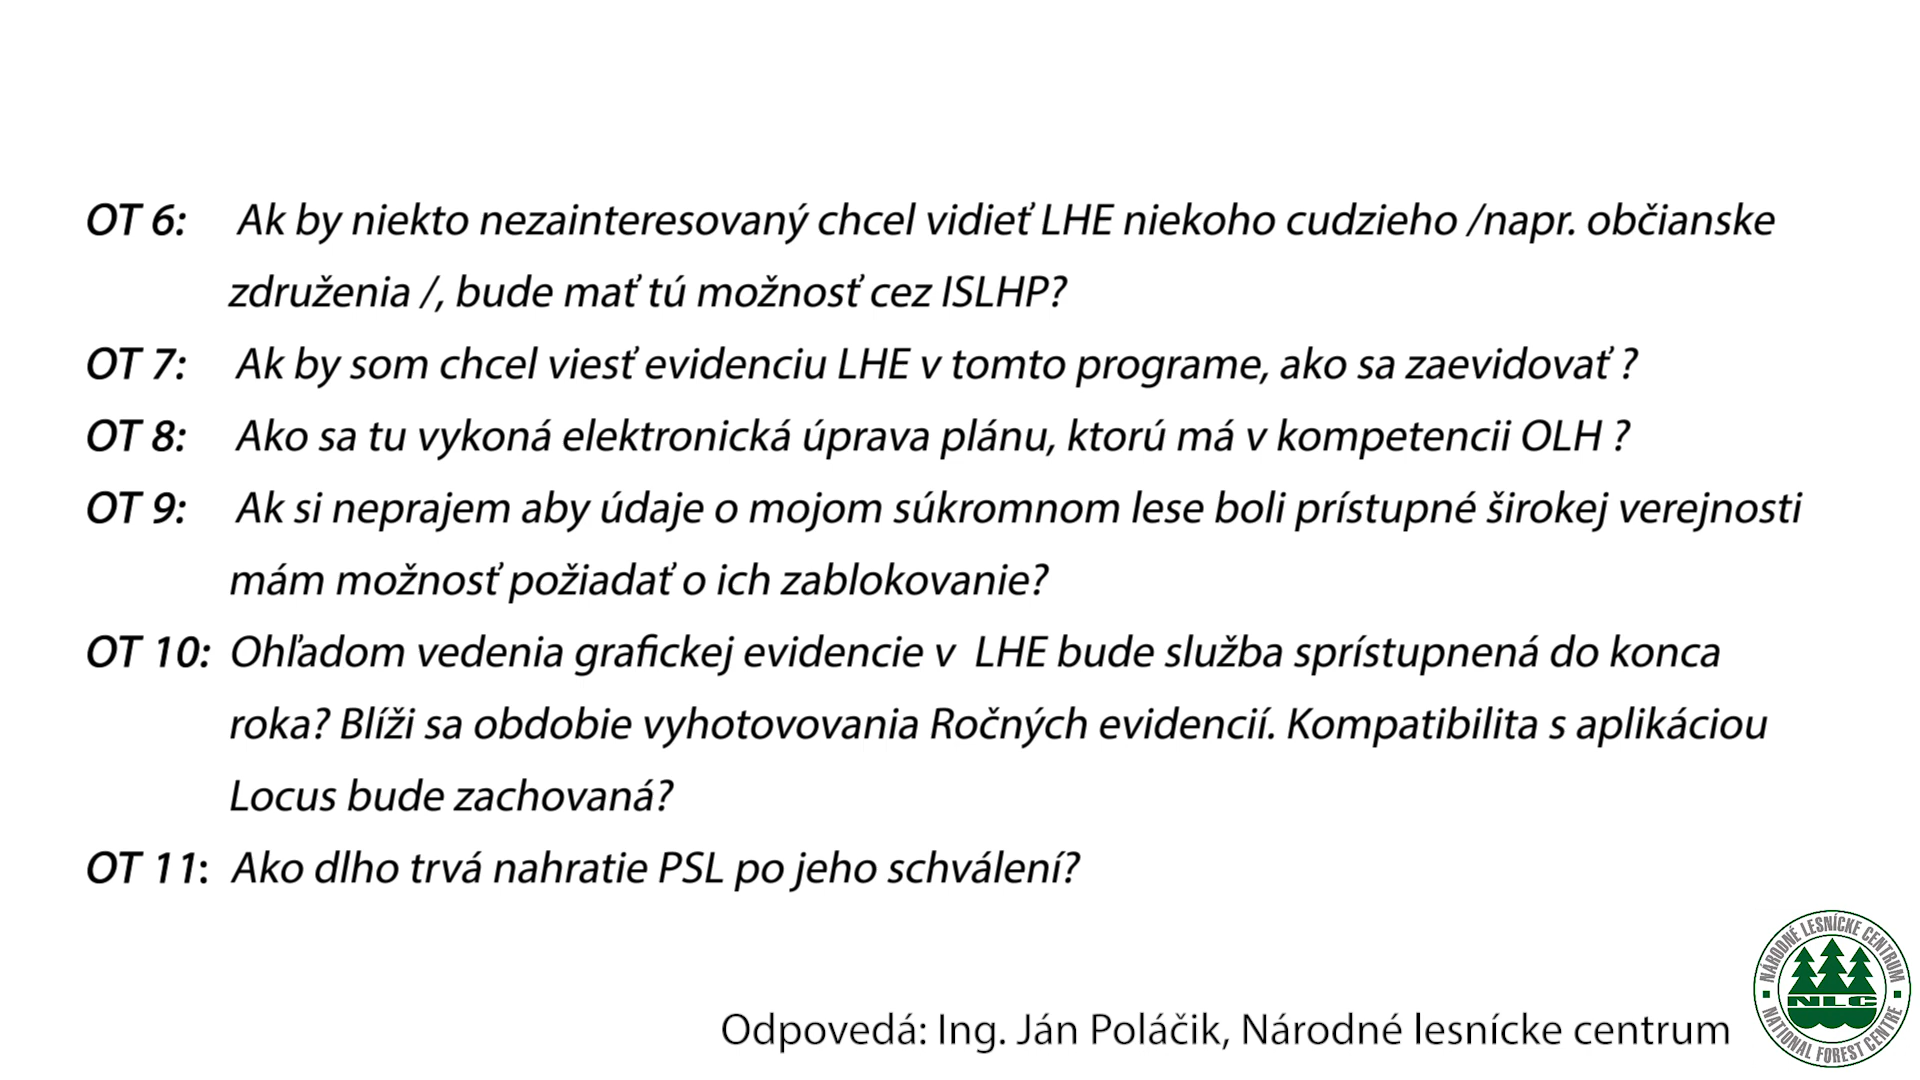 OT 6: Ak by niekto nezainteresovaný chcel vidieť LHE niekoho cudzieho /napr. občianske
združenia /, bude mať tú možnosť cez ISLHP?
OT 7: Ak by som chcel viesť evidenciu LHE v tomto programe, ako sa zaevidovať ?
OT 8: Ako sa tu vykoná elektronická úprava plánu, ktorú má v kompetencii OLH ?
OT 9: Ak si neprajem aby údaje o mojom súkromnom lese boli prístupné širokej verejnosti
mám možnosť požiadať o ich zablokovanie?
OT 10: Ohľadom vedenia grafickej evidencie v LHE bude služba sprístupnená do konca
roka? Blíži sa obdobie vyhotovovania Ročných evidencií. Kompatibilita s aplikáciou
Locus bude zachovaná?
OT 11: Ako dlho trvá nahratie PSL po jeho schválení?
Odpovedá: Ing. Ján Poláčik, Národné lesnícke centrum
NÁRODNÉ LESNÍCKE CENTRUM
NLC
NATIONAL FOREST CENTRE